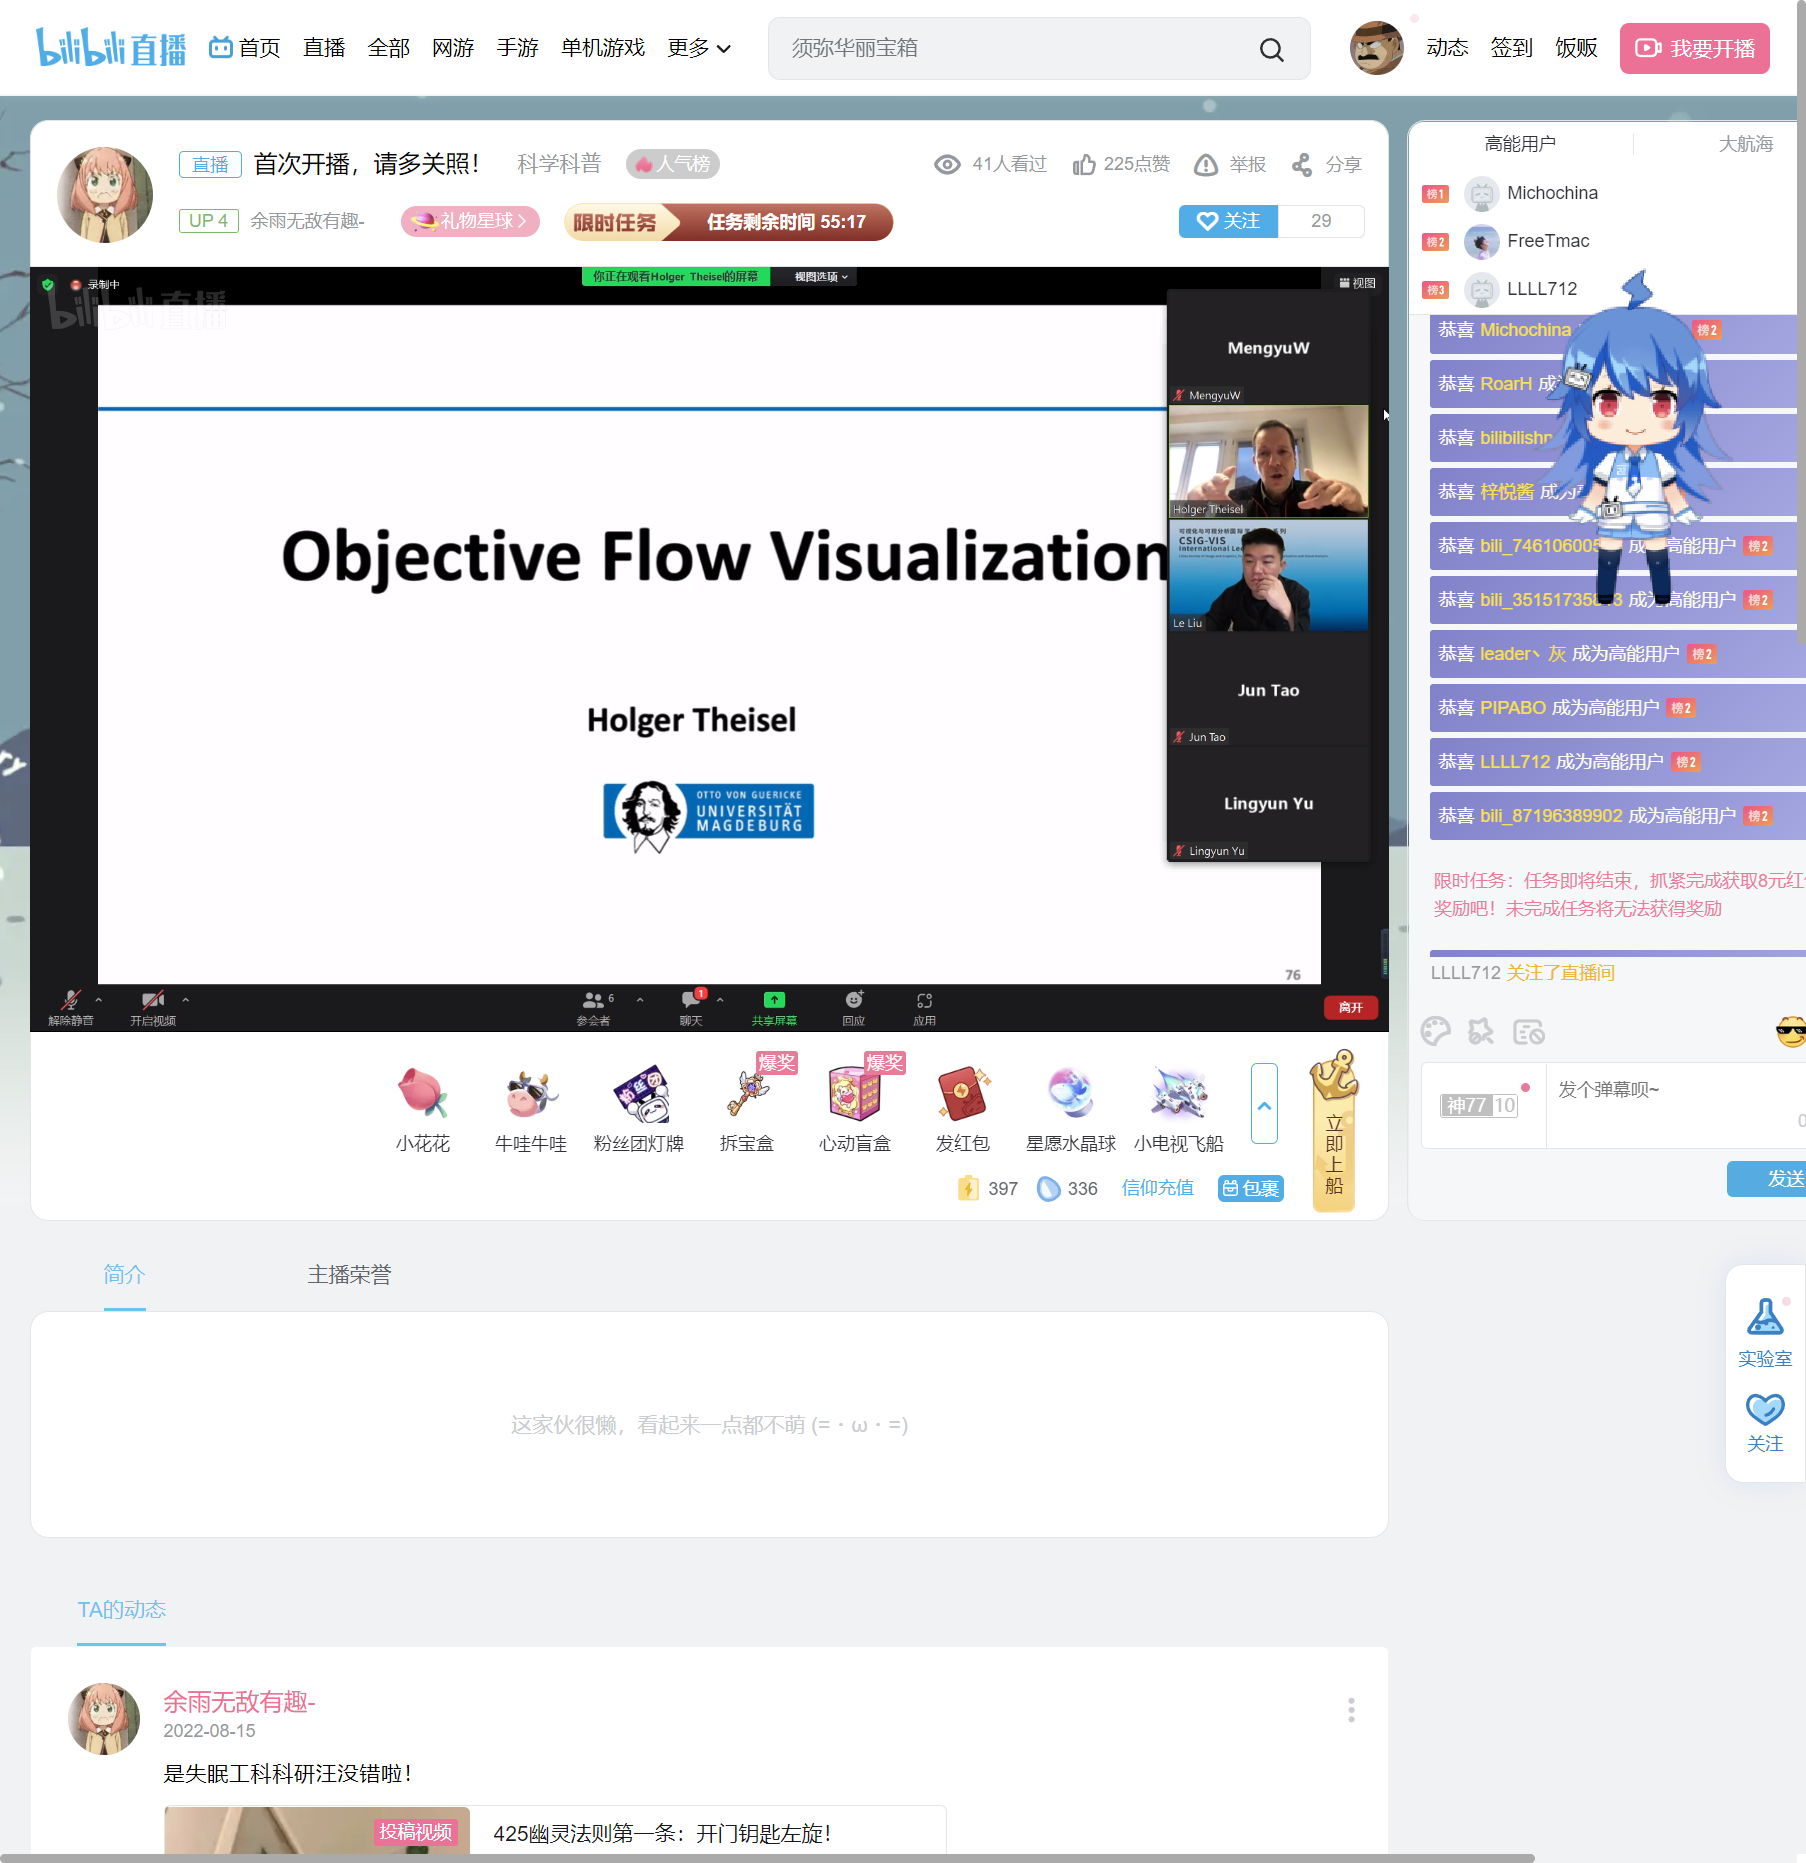 bilibili直播
首页
直播
全部
网游
手游
单机游戏
更多
须弥华丽宝箱
动态
签到
饭贩
我要开播
直播
首次开播，请多关照！
科学科普
人气榜
41人看过
225点赞
举报
分享
UP 4
余雨无敌有趣-
礼物星球
限时任务
任务剩余时间 55:17
关注
29
录制中
你正在观看Holger Theisel的屏幕
视图选项
视图
bilibili直播
Objective Flow Visualization
Holger Theisel
OTTO VON GUERICKE
UNIVERSITÄT
MAGDEBURG
76
MengyuW
MengyuW
Holger Theisel
CSIG-VIS
Le Liu
Jun Tao
Jun Tao
Lingyun Yu
Lingyun Yu
解除静音
开启视频
6
参会者
1
聊天
共享屏幕
回应
应用
离开
爆奖
爆奖
小花花
牛哇牛哇
粉丝团灯牌
拆宝盒
心动盲盒
发红包
星愿水晶球
小电视飞船
立即上船
397
336
信仰充值
包裹
高能用户
大航海
榜1
Michochina
榜2
FreeTmac
榜3
LLLL712
恭喜 Michochina 榜2
恭喜 RoarH 成
恭喜 bilibilishr
恭喜 梓悦酱 成为
恭喜 bili_746106005 成 高能用户 榜2
恭喜 bili_35151735 3 成为高能用户 榜2
恭喜 leader丶灰 成为高能用户 榜2
恭喜 PIPABO 成为高能用户 榜2
恭喜 LLLL712 成为高能用户 榜2
恭喜 bili_87196389902 成为高能用户 榜2
限时任务：任务即将结束，抓紧完成获取8元红
奖励吧！未完成任务将无法获得奖励
LLLL712 关注了直播间
神77 10
发个弹幕呗~
0
发送
实验室
关注
简介
主播荣誉
这家伙很懒，看起来一点都不萌 (=・ω・=)
TA的动态
余雨无敌有趣-
2022-08-15
是失眠工科科研汪没错啦！
投稿视频
425幽灵法则第一条：开门钥匙左旋！